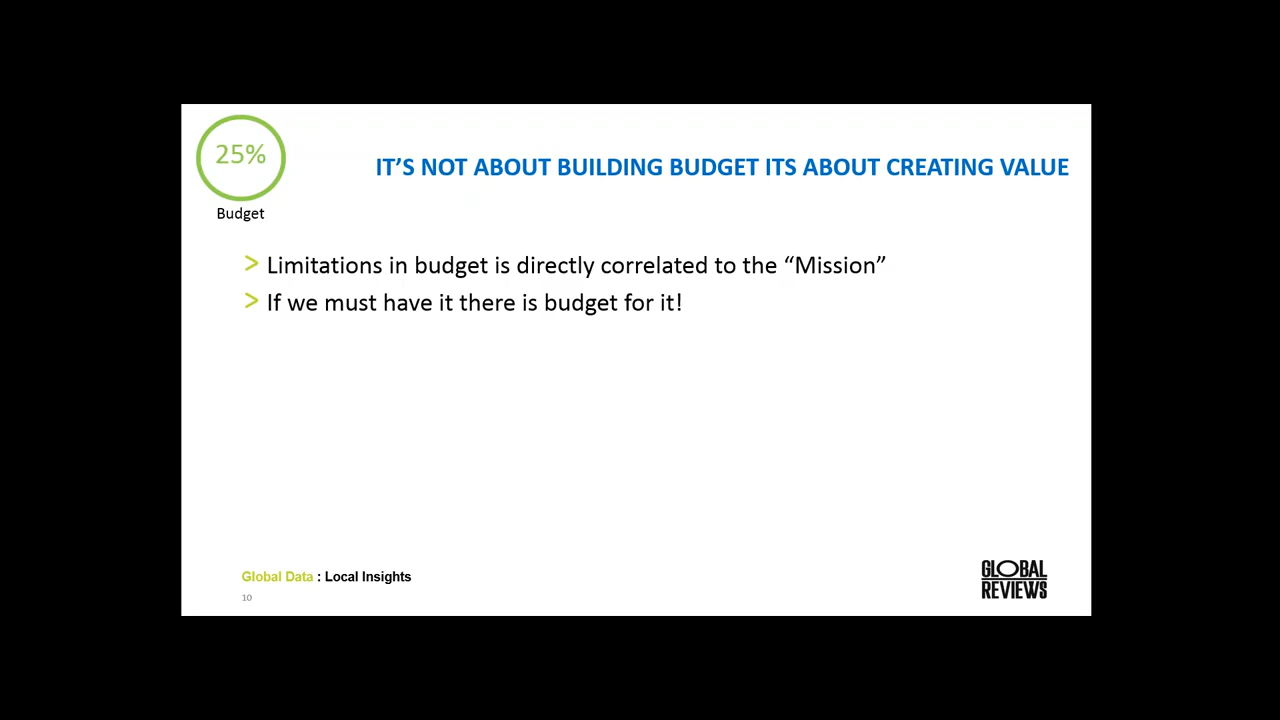 25%
IT’S NOT ABOUT BUILDING BUDGET ITS ABOUT CREATING VALUE
Budget
> Limitations in budget is directly correlated to the “Mission”
> If we must have it there is budget for it!
Global Data : Local Insights
10
GLOBAL
REVIEWS